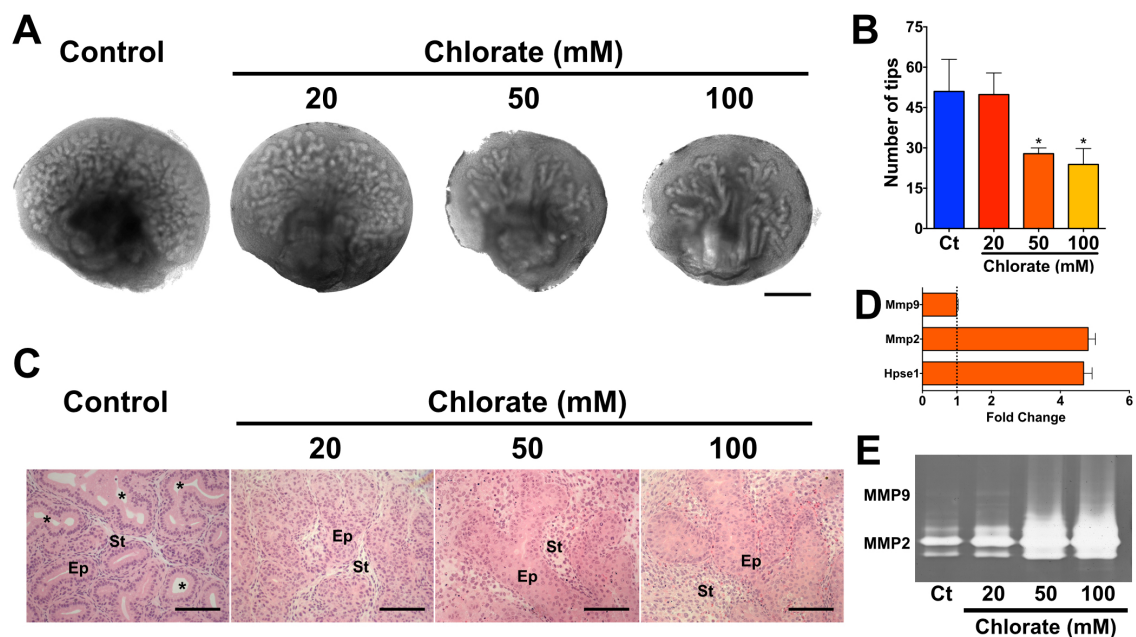 A
Control
Chlorate (mM)
20 50 100
B
Number of tips
75
60
45
30
15
0
* *
Ct 20 50 100
Chlorate (mM)
C
Control
Chlorate (mM)
20 50 100
* * * *
St
Ep
Ep
St
St
Ep
Ep
St
D
Mmp9
Mmp2
Hpse1
0 1 2 4 6
Fold Change
E
MMP9
MMP2
Ct 20 50 100
Chlorate (mM)